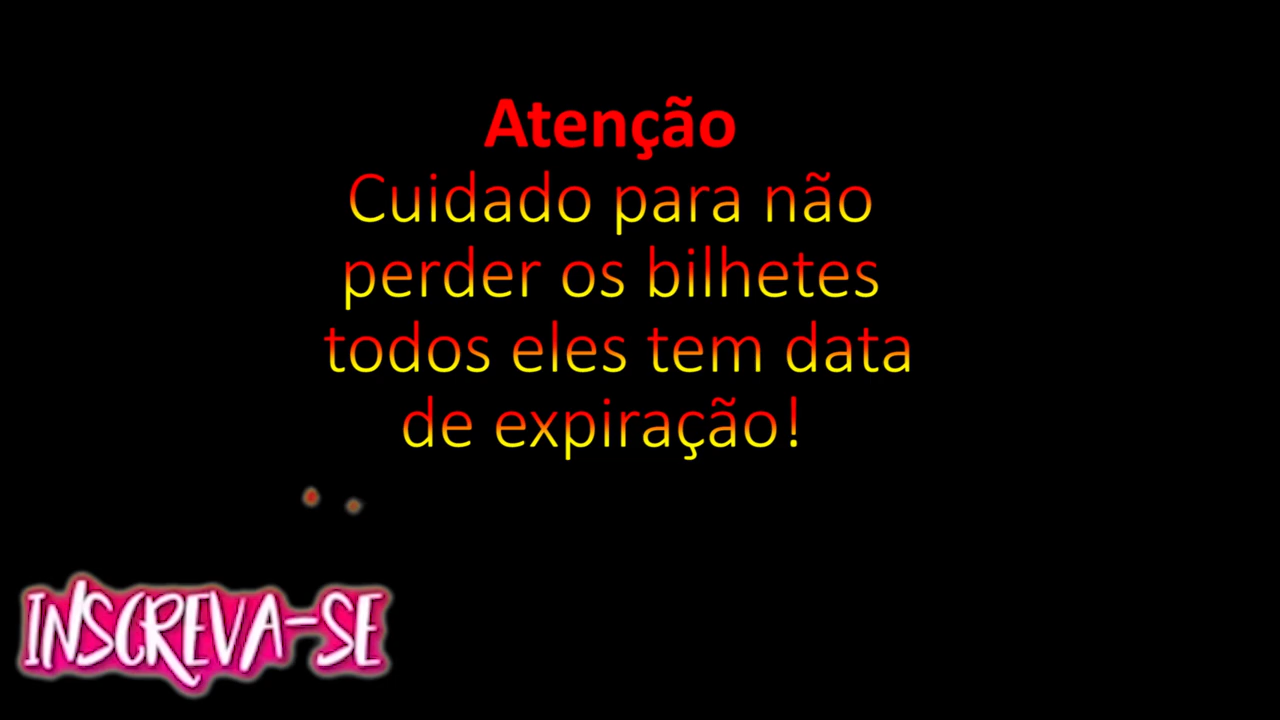 Atenção
Cuidado para não
perder os bilhetes
todos eles tem data
de expiração!
INSCREVA-SE